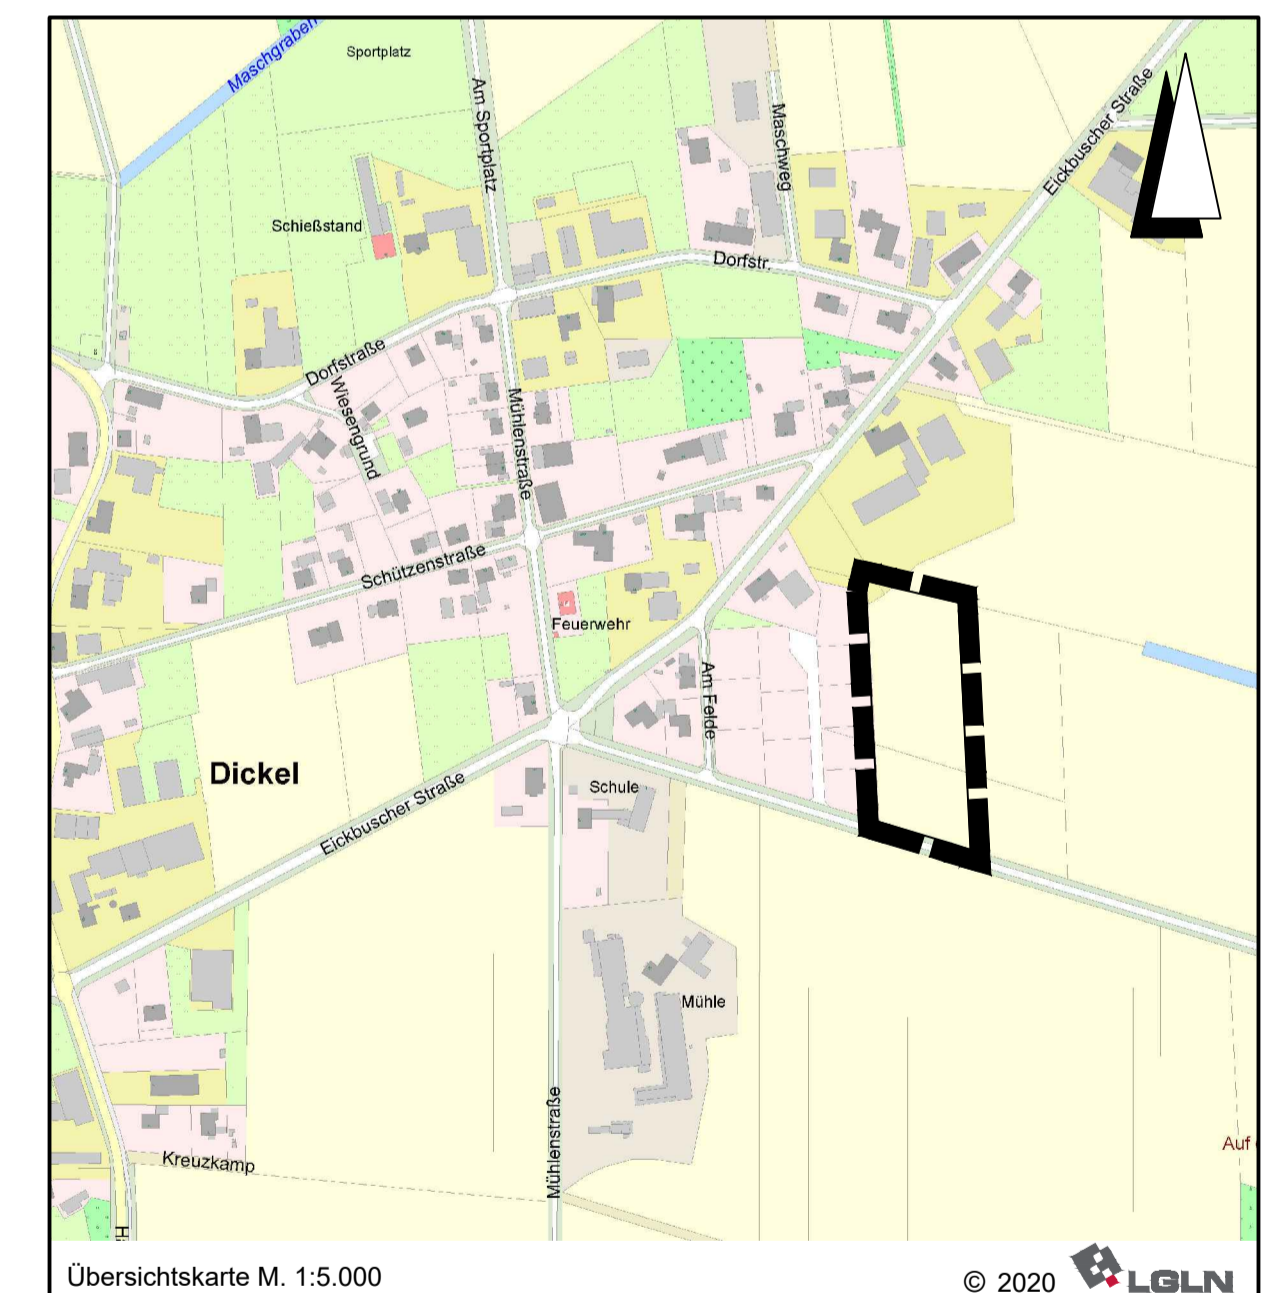 Maschgraben
Sportplatz
Am Sportplatz
Maschweg
Eickbuscher Straße
Schießstand
Dorfstr.
Dorfstraße
Wiesengrund
Mühlenstraße
Schützenstraße
Feuerwehr
Am Felde
Dickel
Eickbuscher Straße
Schule
Mühle
Mühlenstraße
Kreuzkamp
Auf
Übersichtskarte M. 1:5.000
© 2020 LGLN